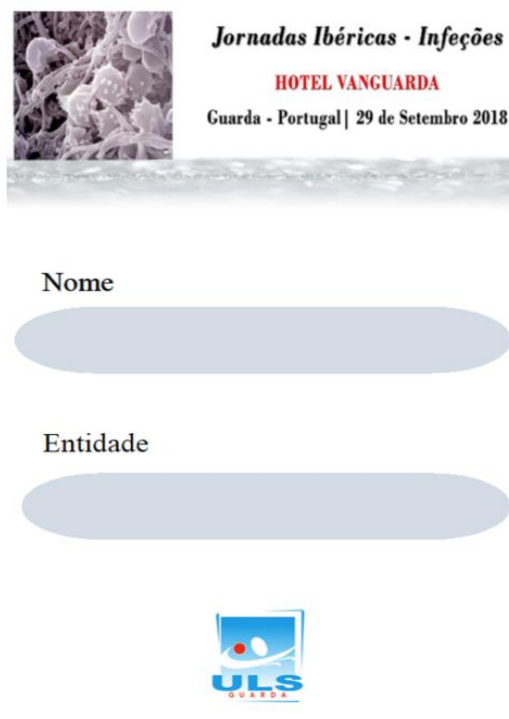 Jornadas Ibéricas - Infeções
HOTEL VANGUARDA
Guarda - Portugal| 29 de Setembro 2018
Nome
Entidade
ULS
GUARDA